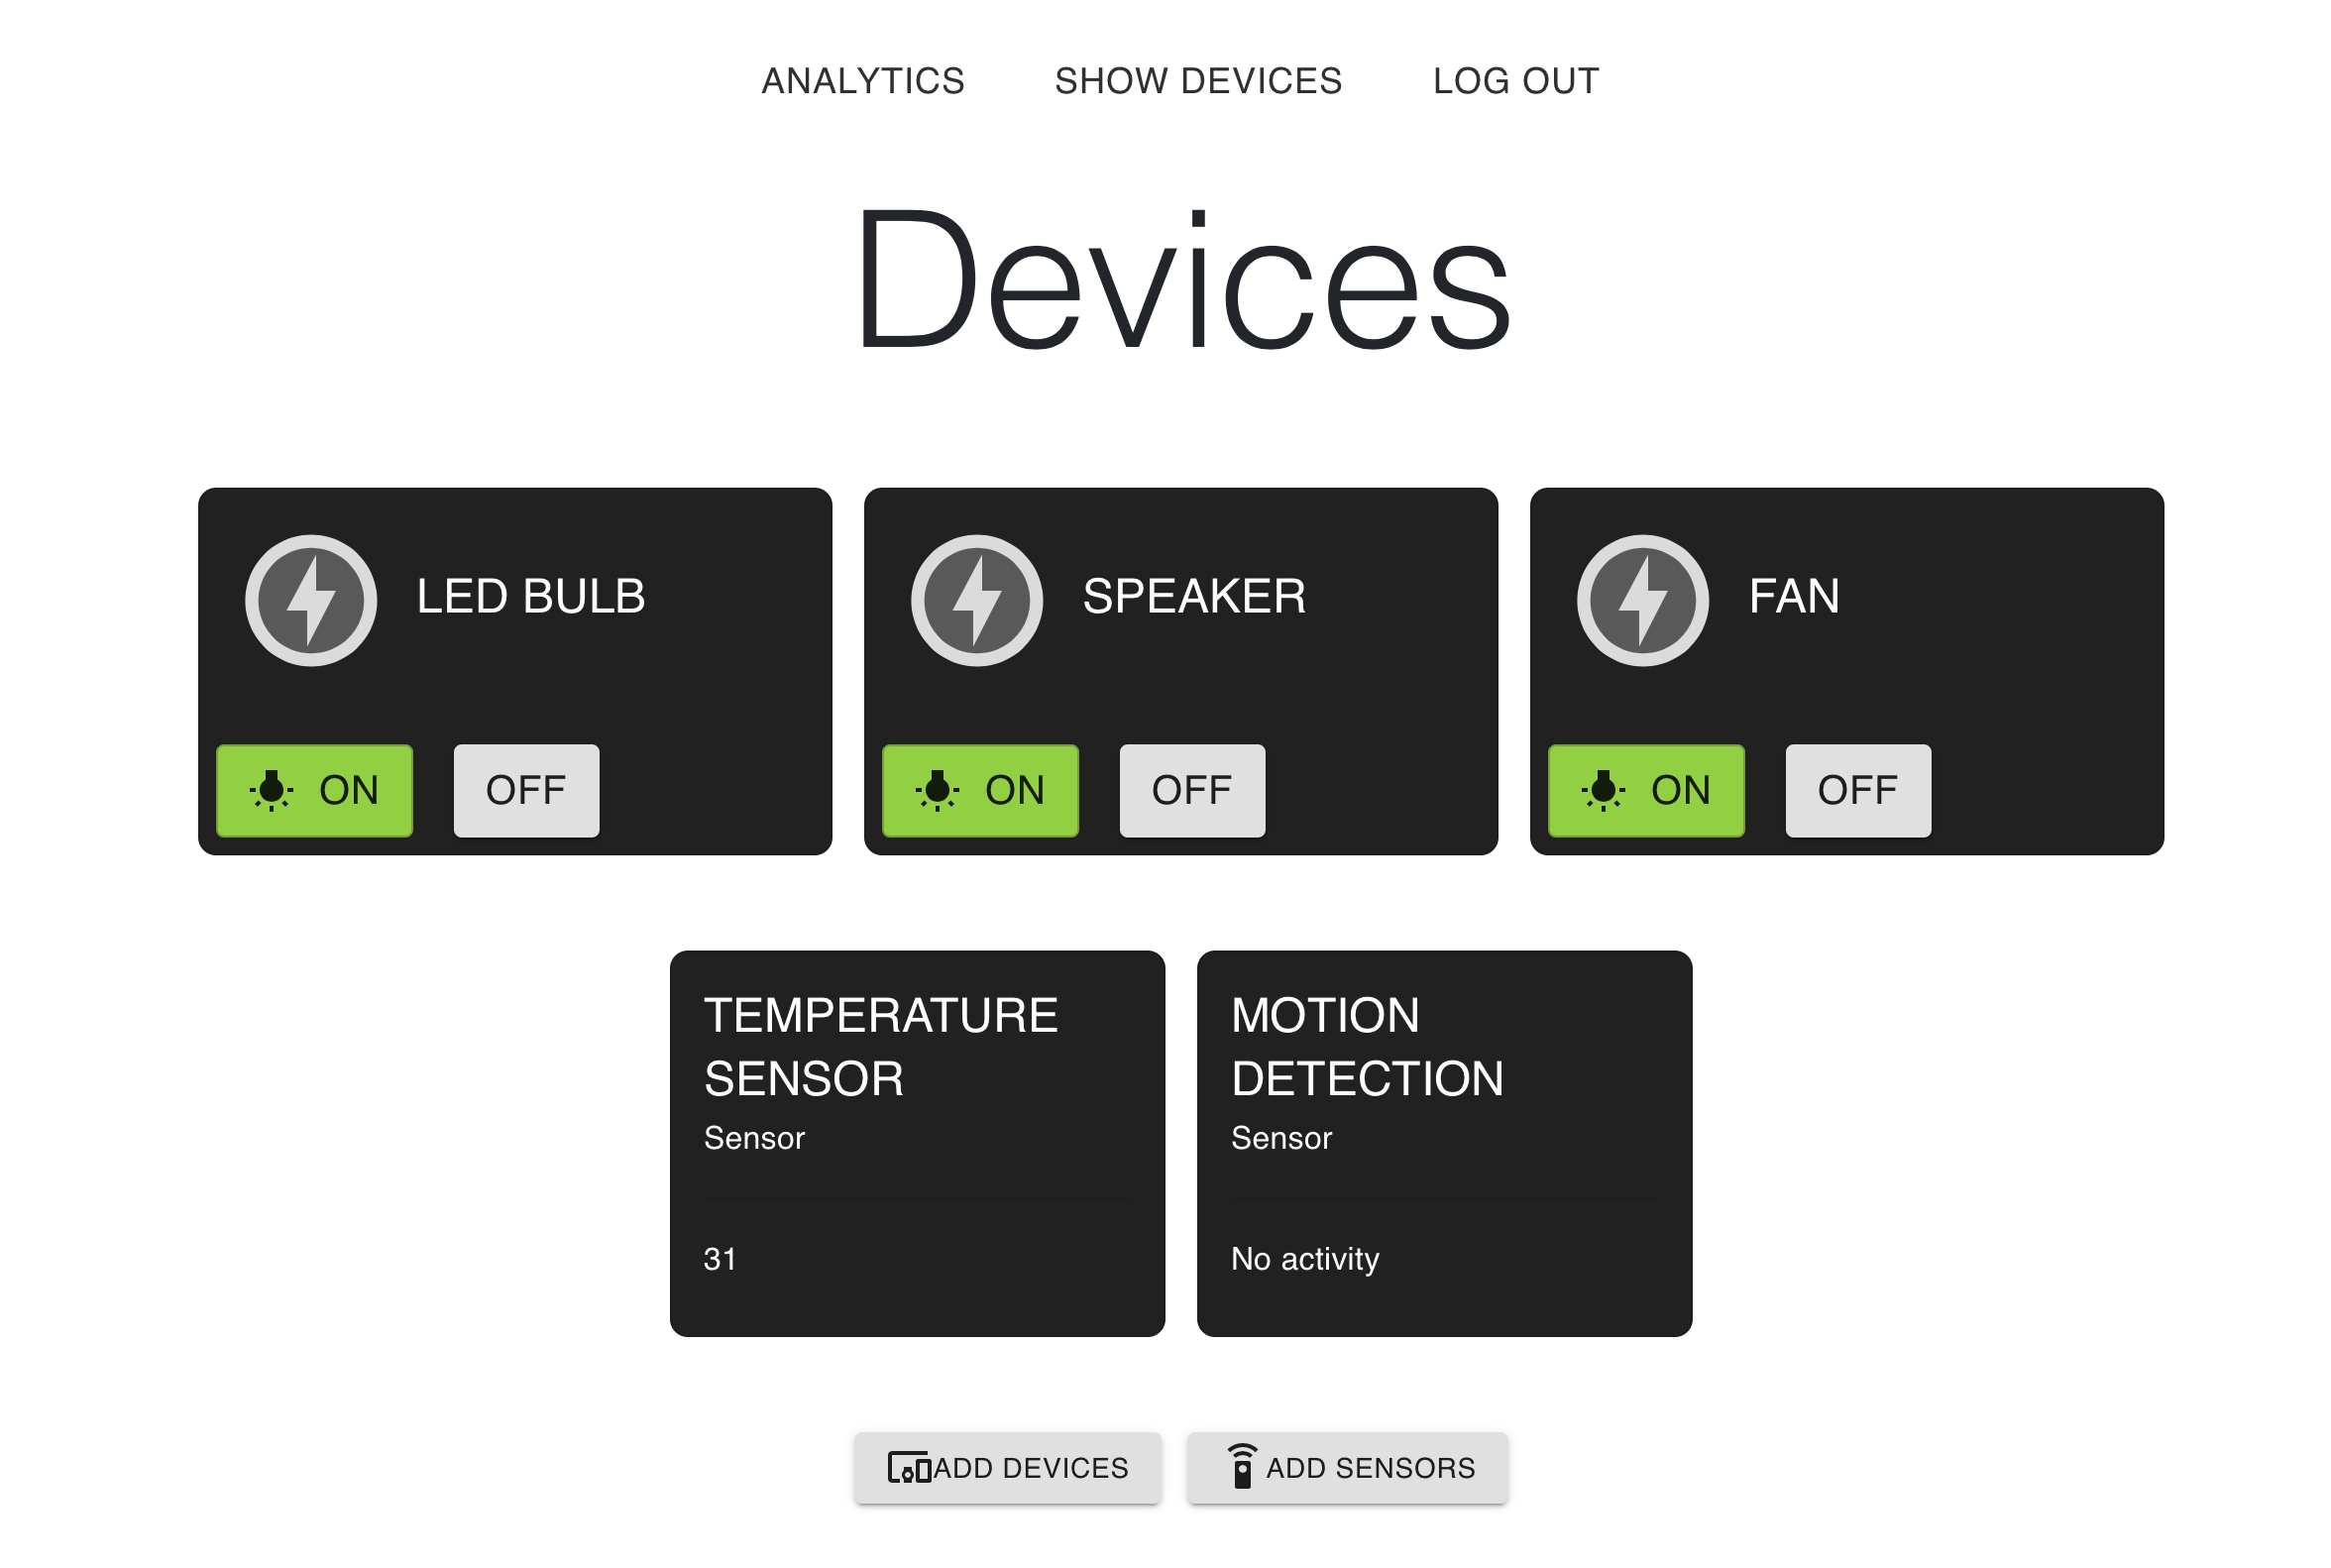 ANALYTICS SHOW DEVICES LOG OUT
Devices
LED BULB
ON OFF
SPEAKER
ON OFF
FAN
ON OFF
TEMPERATURE
SENSOR
Sensor
31
MOTION
DETECTION
Sensor
No activity
ADD DEVICES ADD SENSORS